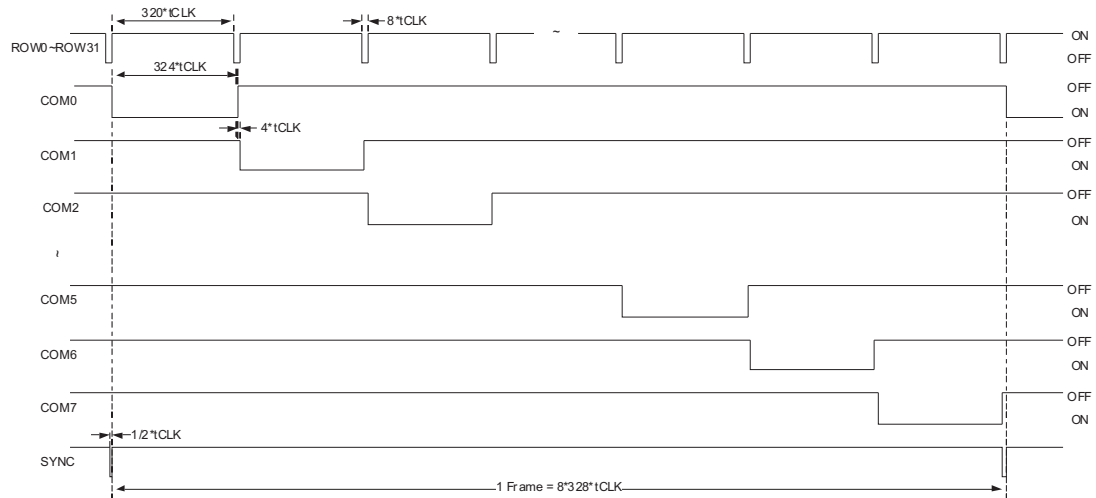 320*tCLK
8*tCLK
ROW0~ROW31
~
ON
OFF
324*tCLK
COM0
OFF
ON
4*tCLK
COM1
OFF
ON
COM2
OFF
ON
~
COM5
OFF
ON
COM6
OFF
ON
COM7
OFF
ON
1/2*tCLK
SYNC
1 Frame = 8*328*tCLK